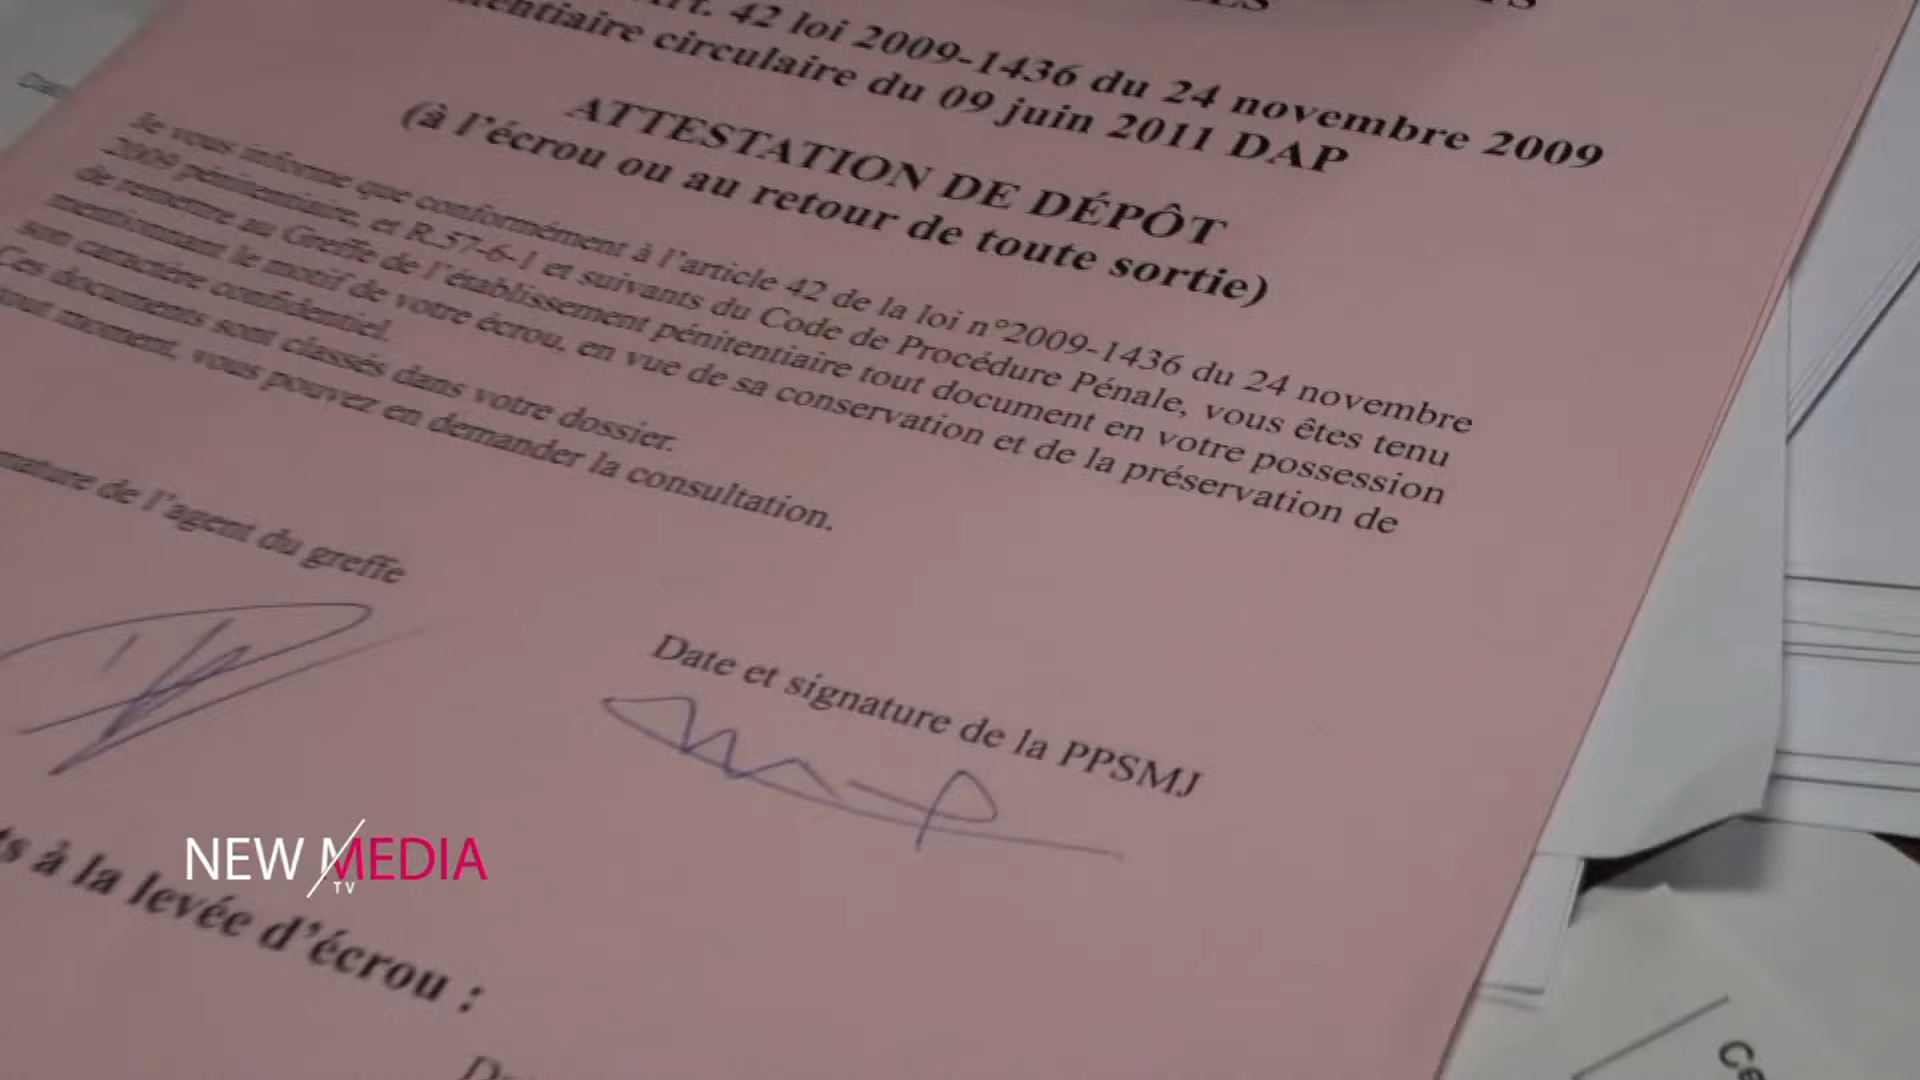 Art. 42 loi 2009-1436 du 24 novembre 2009
circulaire du 09 juin 2011 DAP
ATTESTATION DE DÉPÔT
(à l'écrou ou au retour de toute sortie)
Je vous informe que conformément à l'article 42 de la loi n°2009-1436 du 24 novembre
2009 pénitentiaire, et R.57-6-1 et suivants du Code de Procédure Pénale, vous êtes tenu
de remettre au Greffe de l'établissement pénitentiaire tout document en votre possession
mentionnant le motif de votre écrou, en vue de sa conservation et de la préservation de
son caractère confidentiel.
Ces documents sont classés dans votre dossier.
tout moment, vous pouvez en demander la consultation.
nature de l'agent du greffe
Date et signature de la PPSMJ
NEW MEDIA
TV
ts à la levée d'écrou :